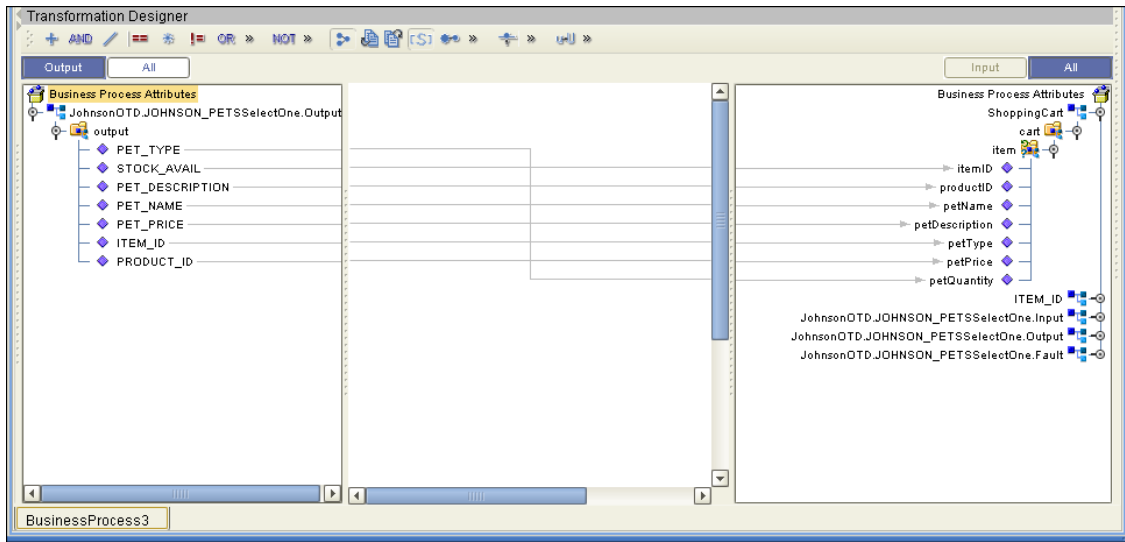 Transformation Designer
AND == != OR » NOT » [S] » » »
Output All Input All
Business Process Attributes
JohnsonOTD.JOHNSON_PETSSelectOne.Output
output
PET_TYPE
STOCK_AVAIL
PET_DESCRIPTION
PET_NAME
PET_PRICE
ITEM_ID
PRODUCT_ID
Business Process Attributes
ShoppingCart
cart
item
itemID
productID
petName
petDescription
petType
petPrice
petQuantity
ITEM_ID
JohnsonOTD.JOHNSON_PETSSelectOne.Input
JohnsonOTD.JOHNSON_PETSSelectOne.Output
JohnsonOTD.JOHNSON_PETSSelectOne.Fault
BusinessProcess3